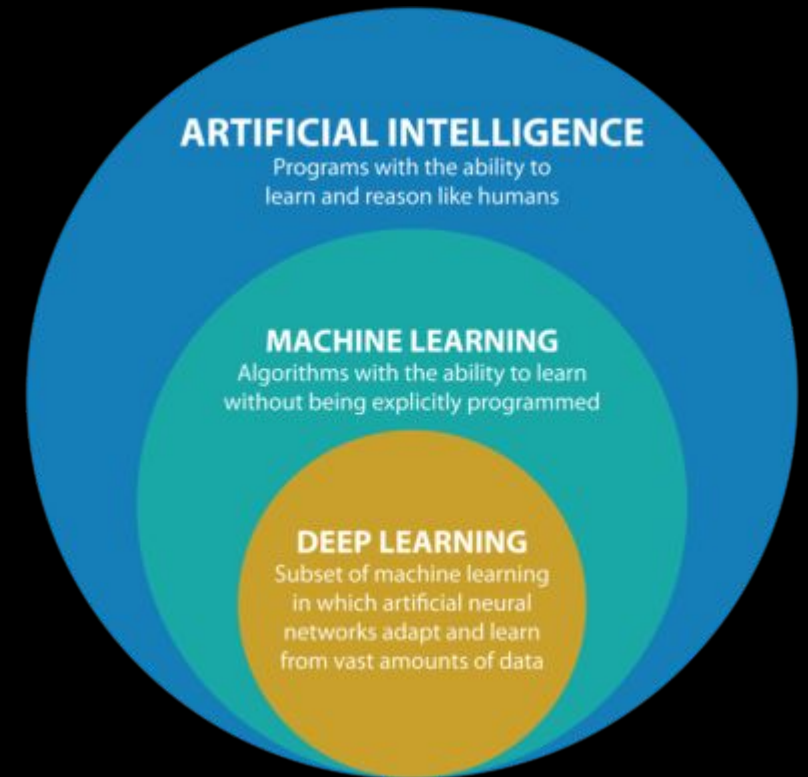 ARTIFICIAL INTELLIGENCE
Programs with the ability to
learn and reason like humans
MACHINE LEARNING
Algorithms with the ability to learn
without being explicitly programmed
DEEP LEARNING
Subset of machine learning
in which artificial neural
networks adapt and learn
from vast amounts of data